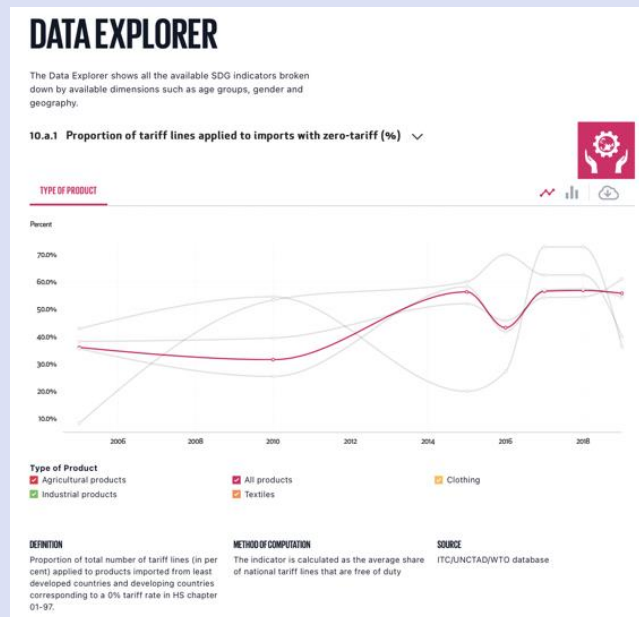 DATA EXPLORER
The Data Explorer shows all the available SDG indicators broken
down by available dimensions such as age groups, gender and
geography.
10.a.1 Proportion of tariff lines applied to imports with zero-tariff (%)
TYPE OF PRODUCT
Percent
70.0%
60.0%
50.0%
40.0%
30.0%
20.0%
10.0%
2006 2008 2010 2012 2014 2016 2018
Type of Product
Agricultural products All products Clothing
Industrial products Textiles
DEFINITION
Proportion of total number of tariff lines (in per
cent) applied to products imported from least
developed countries and developing countries
corresponding to a 0% tariff rate in HS chapter
01-97.
METHOD OF COMPUTATION
The indicator is calculated as the average share
of national tariff lines that are free of duty
SOURCE
ITC/UNCTAD/WTO database